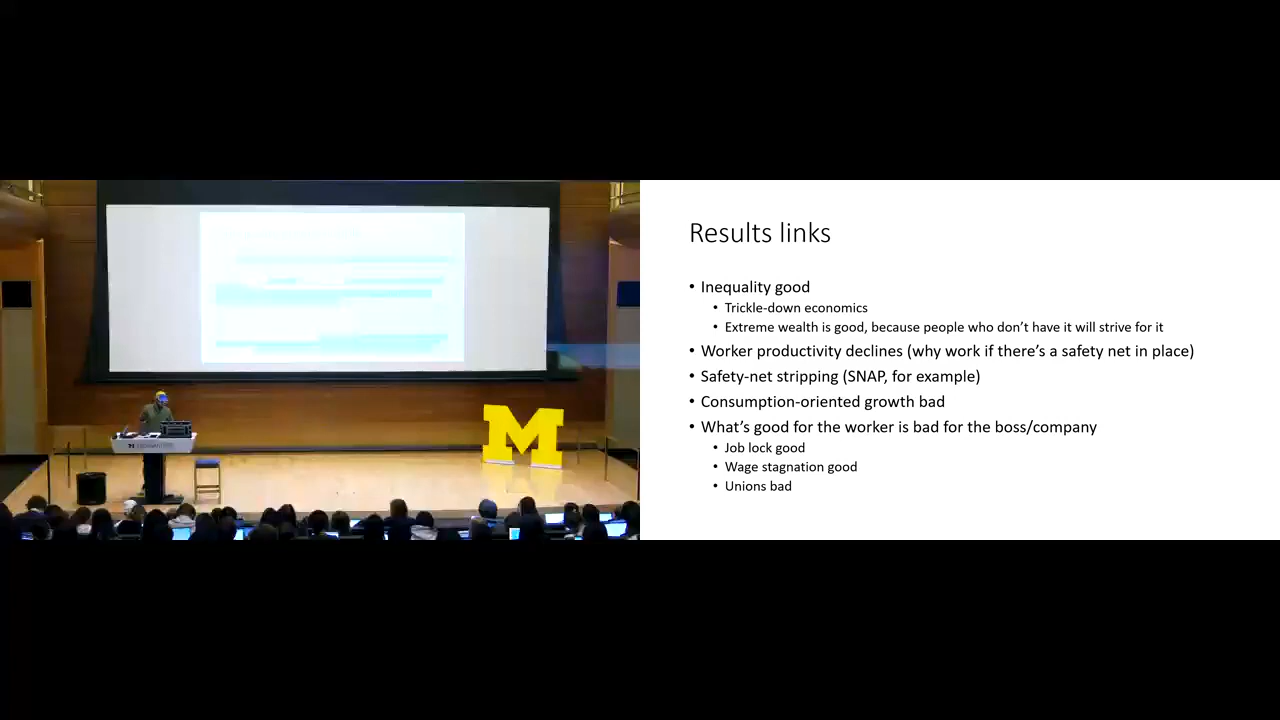 M
Results links
• Inequality good
• Trickle-down economics
• Extreme wealth is good, because people who don't have it will strive for it
• Worker productivity declines (why work if there's a safety net in place)
• Safety-net stripping (SNAP, for example)
• Consumption-oriented growth bad
• What's good for the worker is bad for the boss/company
• Job lock good
• Wage stagnation good
• Unions bad